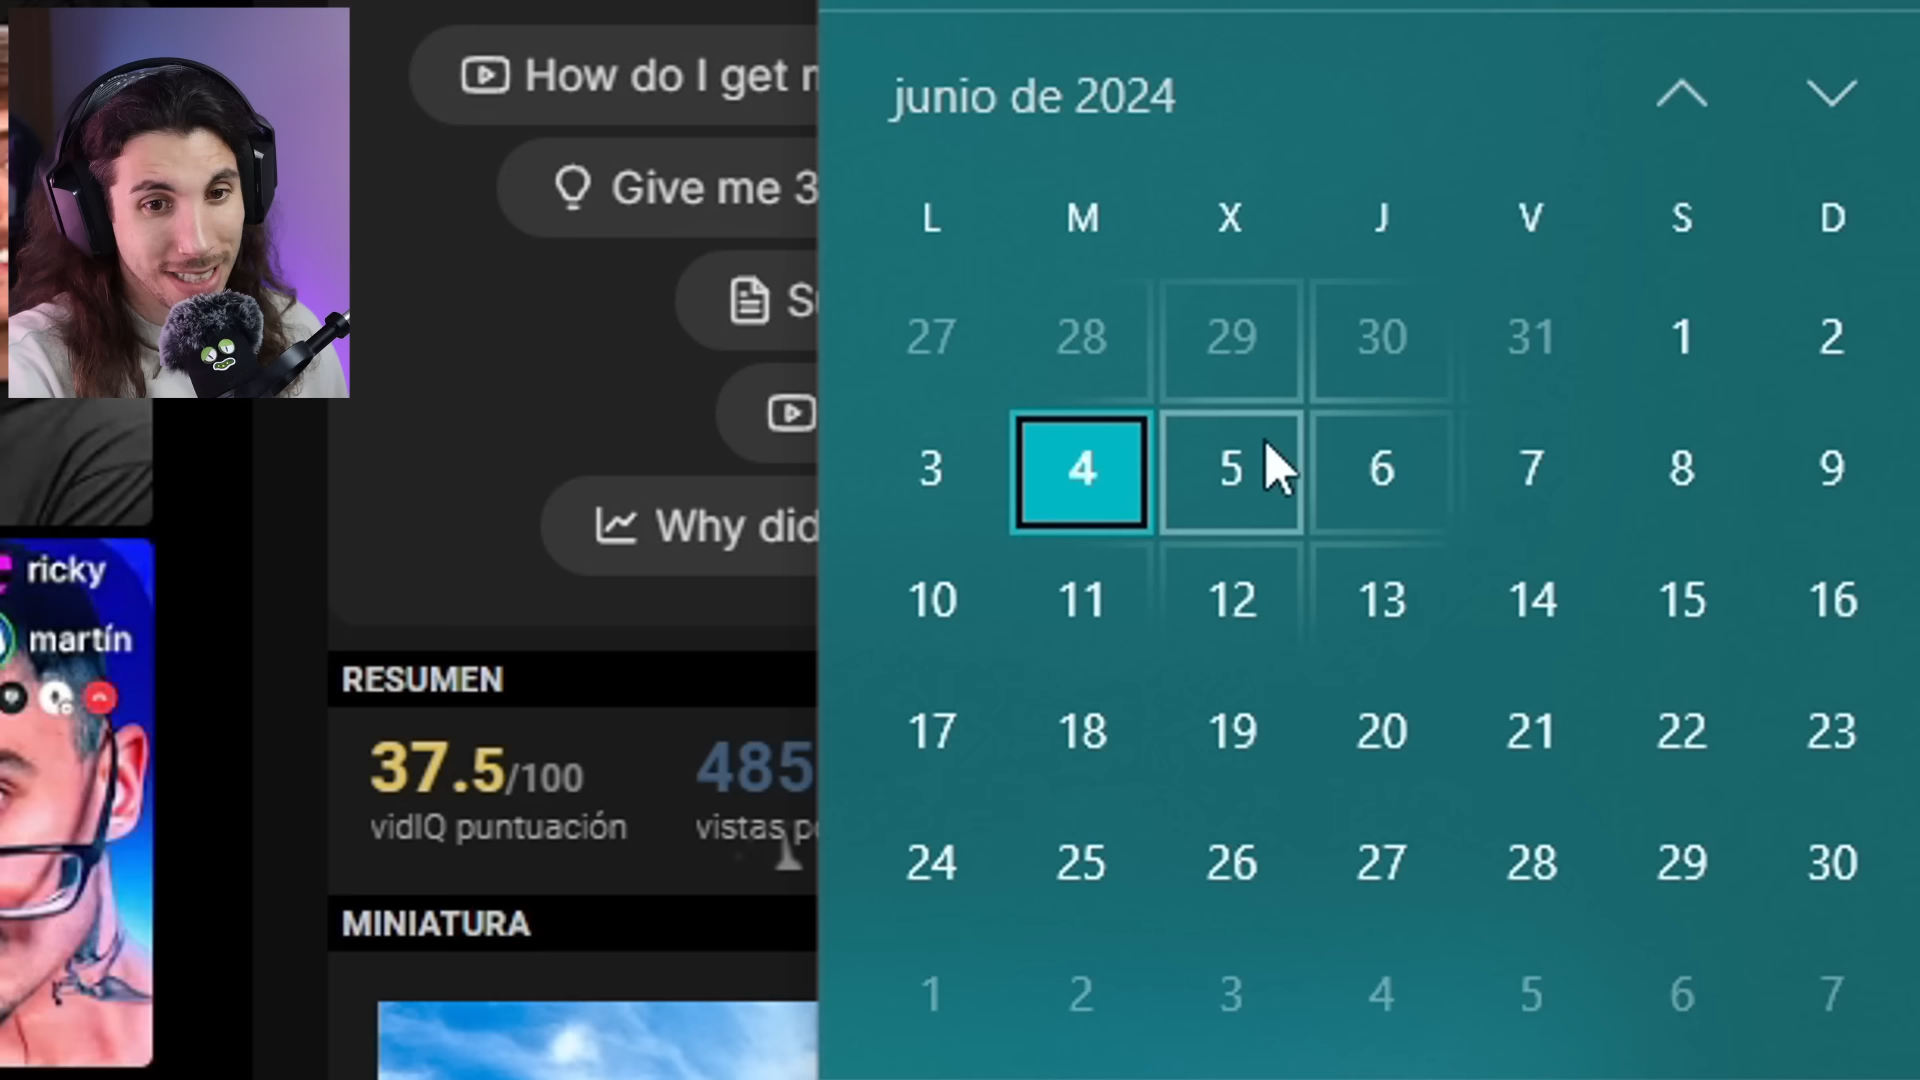 How do I get
Give me 3
Why did
ricky
martín
RESUMEN
37.5/100
vidIQ puntuación
485
vistas
MINIATURA
junio de 2024
L M X J V S D
27 28 29 30 31 1 2
3 4 5 6 7 8 9
10 11 12 13 14 15 16
17 18 19 20 21 22 23
24 25 26 27 28 29 30
1 2 3 4 5 6 7